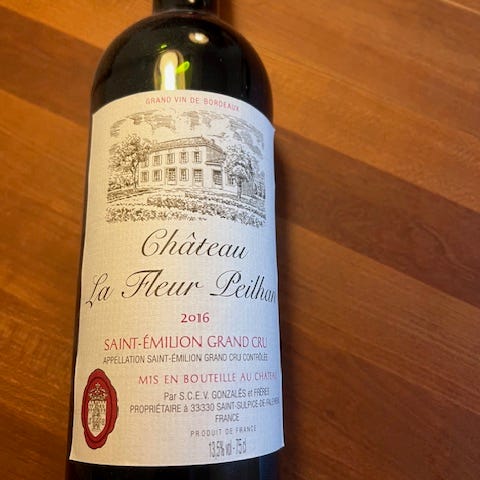 GRAND VIN DE BORDEAUX
Château
La Fleur Peilhan
2016
SAINT-ÉMILION GRAND CRU
APPELLATION SAINT-ÉMILION GRAND CRU CONTRÔLÉE
MIS EN BOUTEILLE AU CHÂTEAU
Par S.C.E.V. GONZALÈS et FRÈRES
PROPRIÉTAIRE à 33330 SAINT-SULPICE-DE-FALEYRENS
FRANCE
PRODUIT DE FRANCE
13,5% vol - 75cl